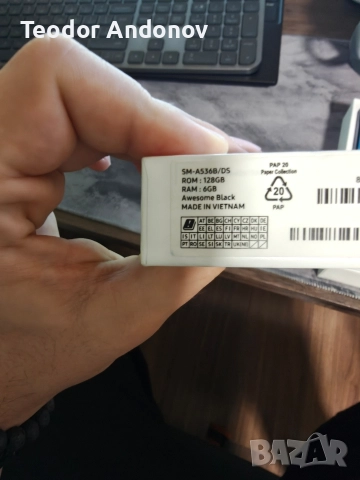 Teodor Andonov
SM-A536B/DS
ROM : 128GB
RAM : 6GB
Awesome Black
MADE IN VIETNAM
PAP 20
Paper Collection
20
PAP
AT BE BG CH CY CZ DK DE
EE EL ES FI FR HR HU IE
IS IT LI LT LU LV MT NL NO PL
PT RO SE SI SK TR UK(NI)
BAZAR